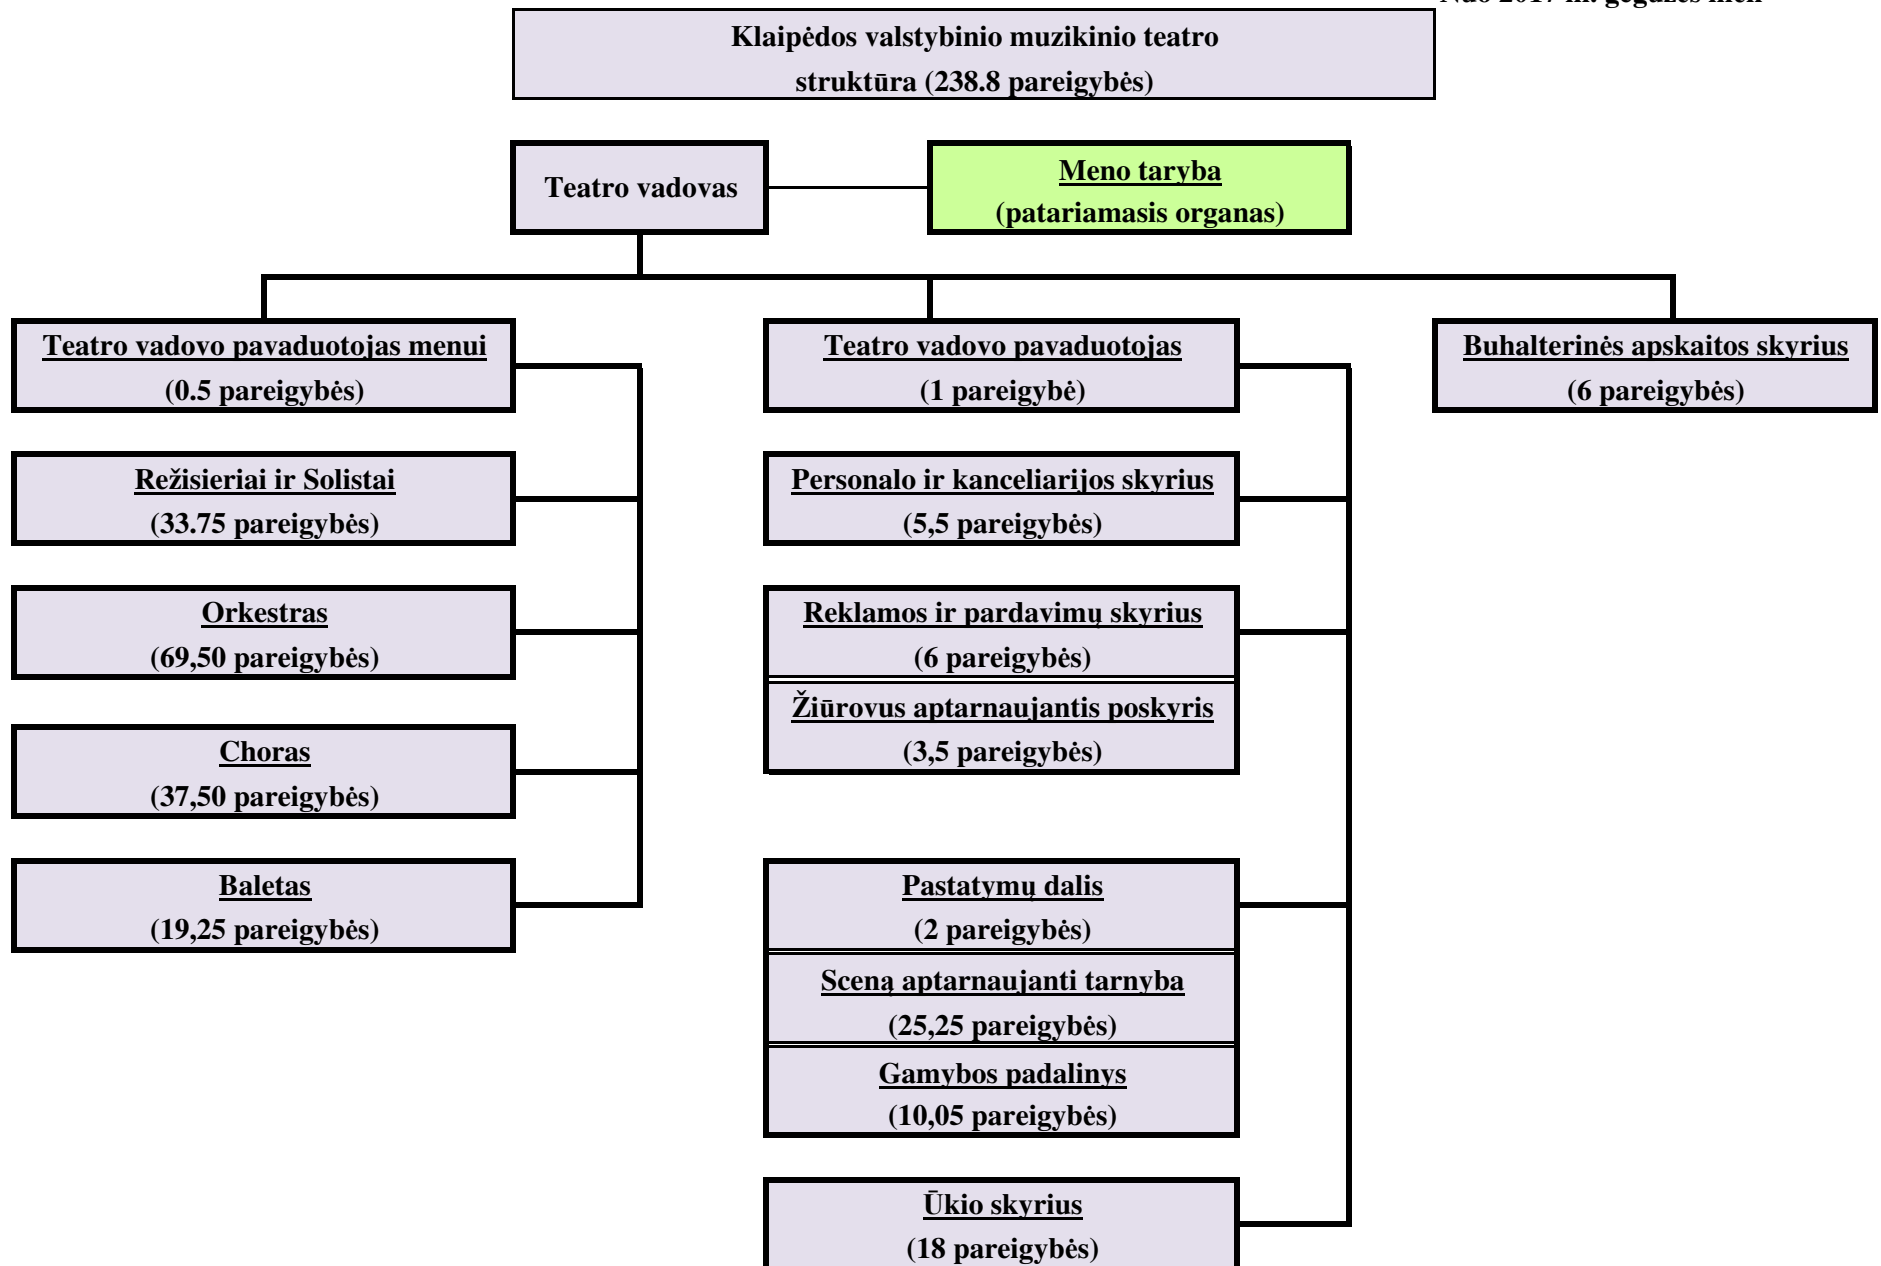 Nuo 2017 m. gegužės mėn
Klaipėdos valstybinio muzikinio teatro
struktūra (238.8 pareigybės)
Teatro vadovas
Meno taryba
(patariamasis organas)
Teatro vadovo pavaduotojas menui
(0.5 pareigybės)
Teatro vadovo pavaduotojas
(1 pareigybė)
Buhalterinės apskaitos skyrius
(6 pareigybės)
Režisieriai ir Solistai
(33.75 pareigybės)
Personalo ir kanceliarijos skyrius
(5,5 pareigybės)
Orkestras
(69,50 pareigybės)
Reklamos ir pardavimų skyrius
(6 pareigybės)
Žiūrovus aptarnaujantis poskyris
(3,5 pareigybės)
Choras
(37,50 pareigybės)
Baletas
(19,25 pareigybės)
Pastatymų dalis
(2 pareigybės)
Sceną aptarnaujanti tarnyba
(25,25 pareigybės)
Gamybos padalinys
(10,05 pareigybės)
Ūkio skyrius
(18 pareigybės)